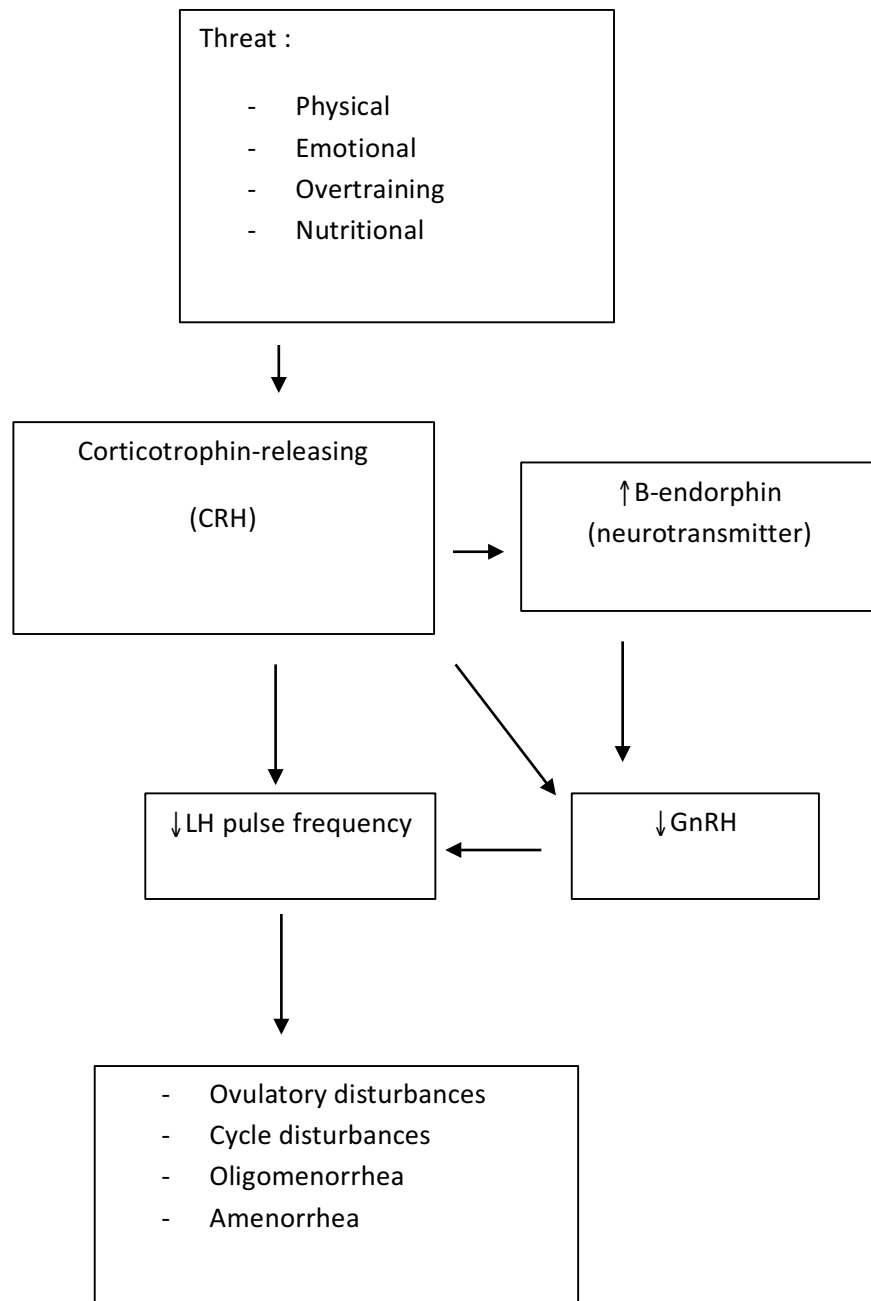 Threat :
- Physical
- Emotional
- Overtraining
- Nutritional
Corticotrophin-releasing
(CRH)
↑B-endorphin
(neurotransmitter)
↓LH pulse frequency
↓GnRH
- Ovulatory disturbances
- Cycle disturbances
- Oligomenorrhea
- Amenorrhea